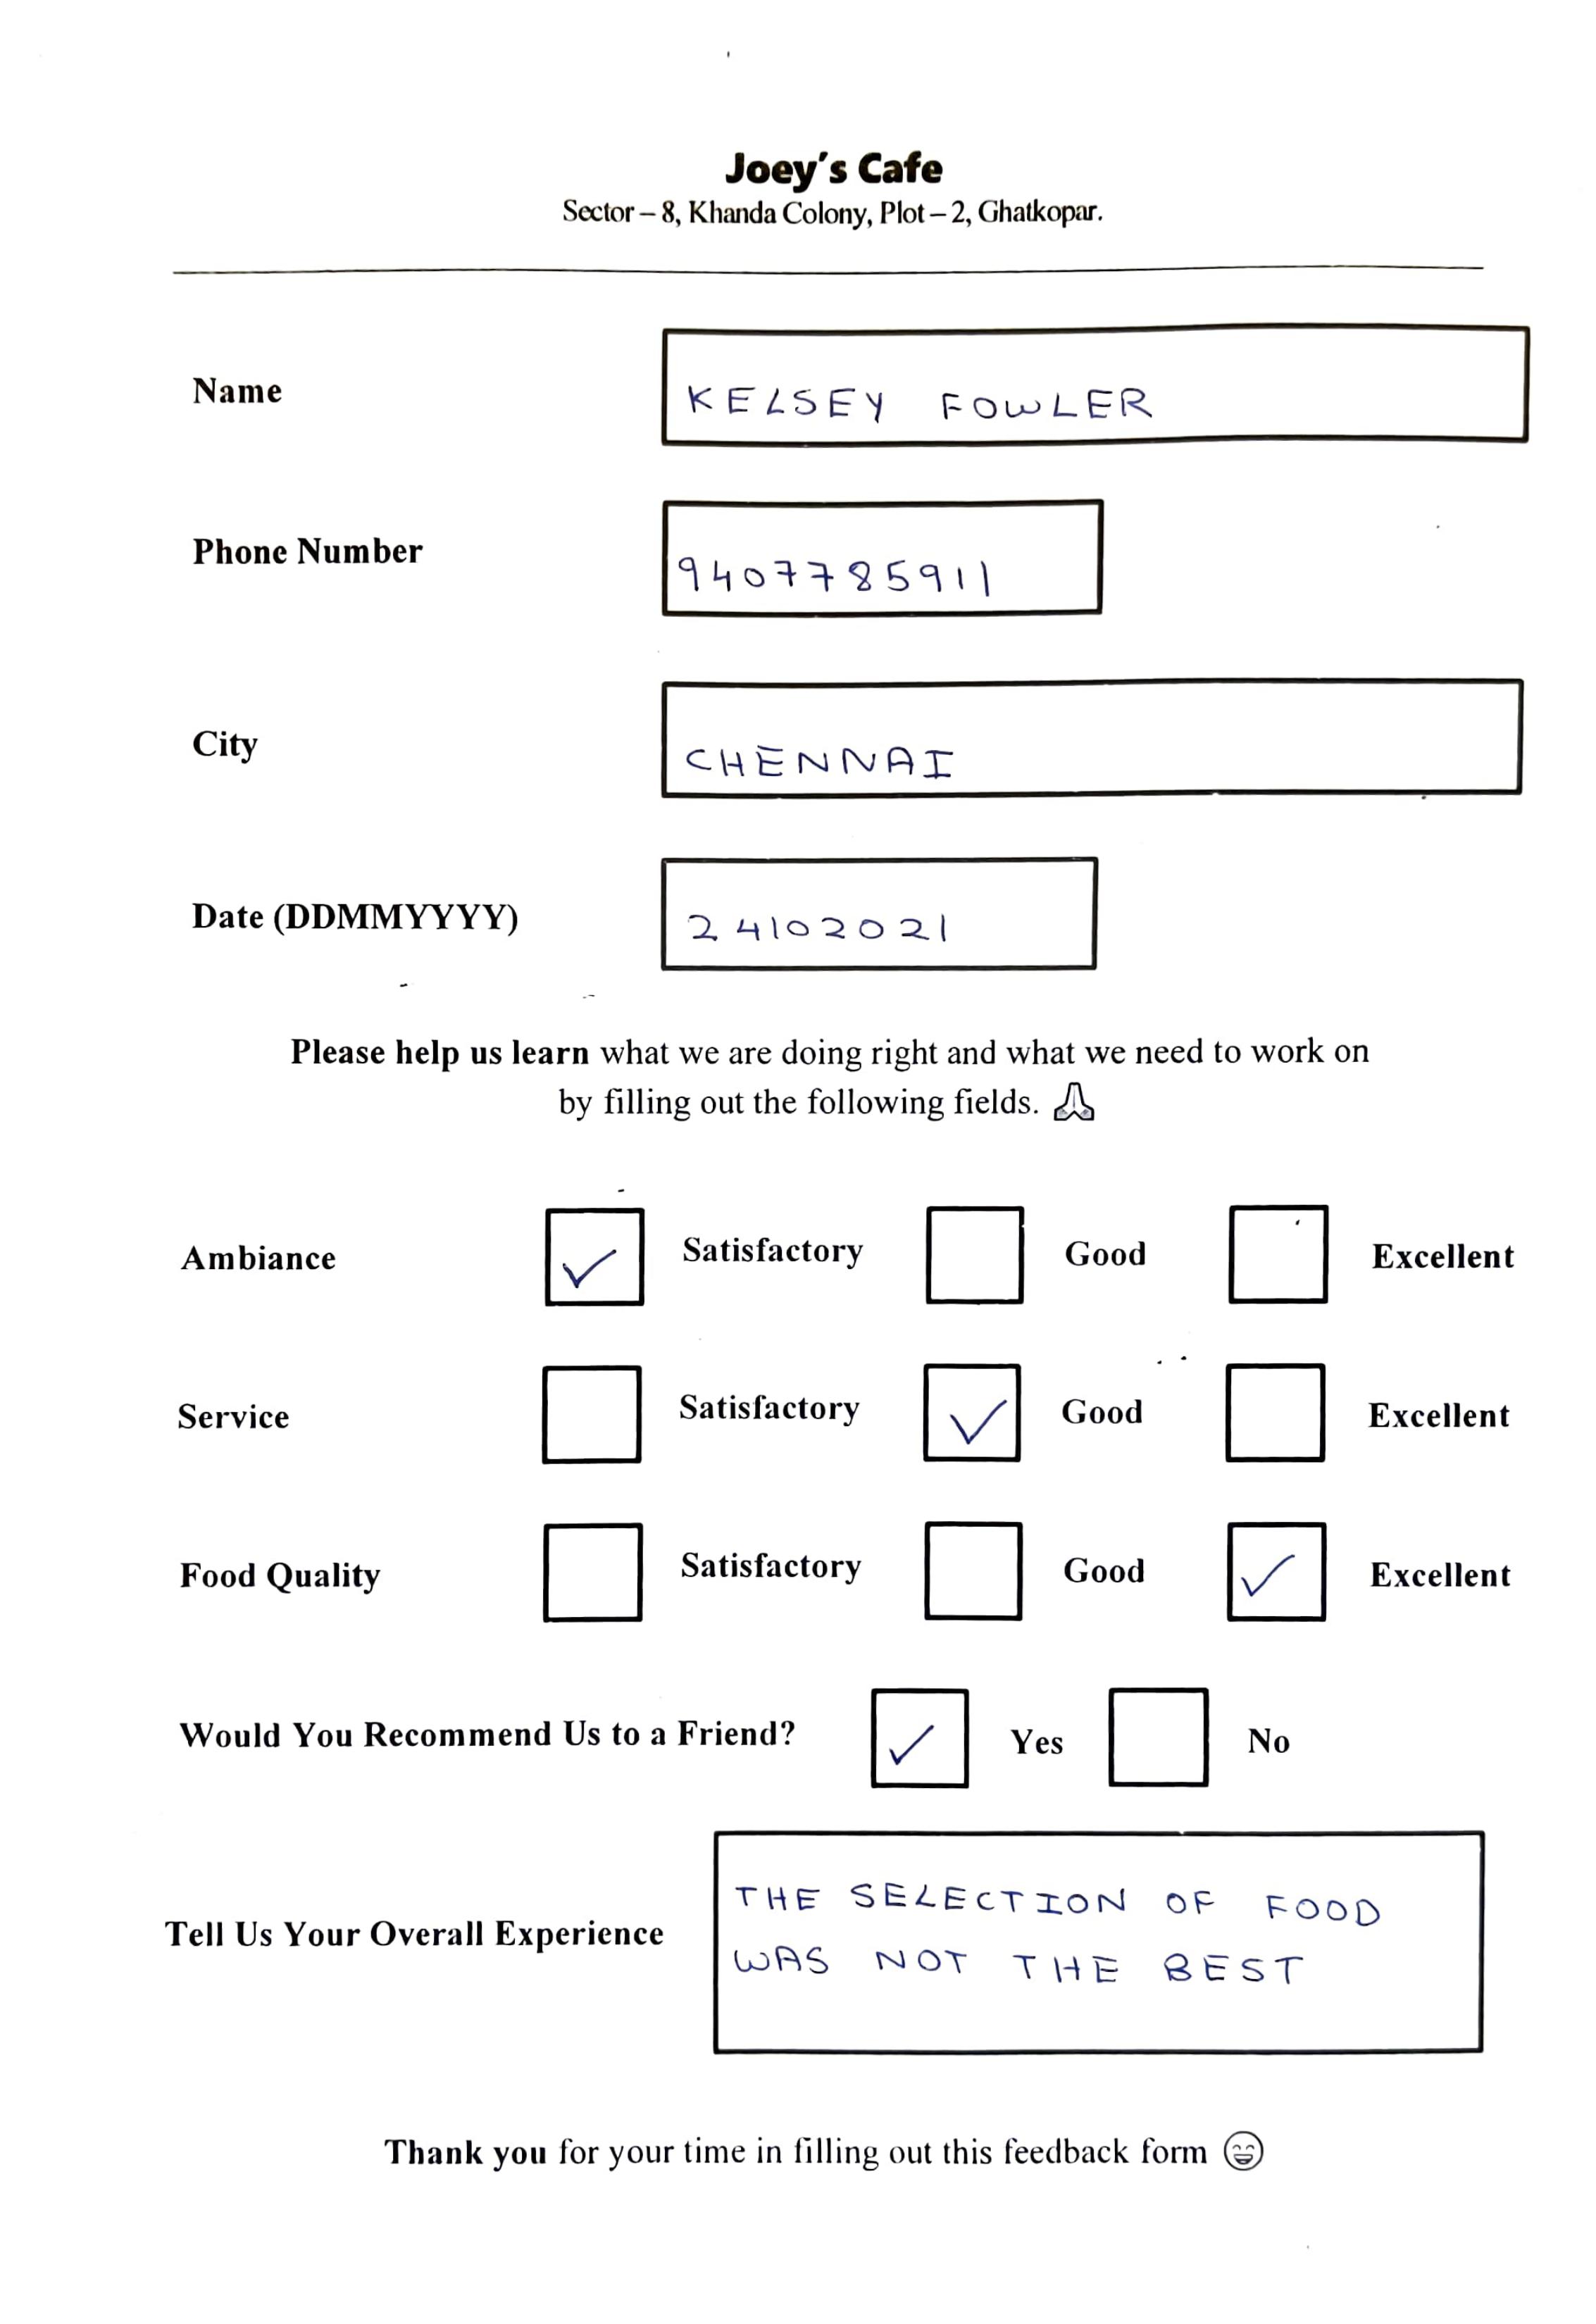 Joey's Cafe
Sector – 8, Khanda Colony, Plot – 2, Ghatkopar.
Name KELSEY FOWLER
Phone Number 9407785911
City CHENNAI
Date (DDMMYYYY) 24102021
Please help us learn what we are doing right and what we need to work on
by filling out the following fields. 🙏
Ambiance ✓ Satisfactory Good Excellent
Service Satisfactory ✓ Good Excellent
Food Quality Satisfactory Good ✓ Excellent
Would You Recommend Us to a Friend? ✓ Yes No
Tell Us Your Overall Experience
THE SELECTION OF FOOD
WAS NOT THE BEST
Thank you for your time in filling out this feedback form 😄